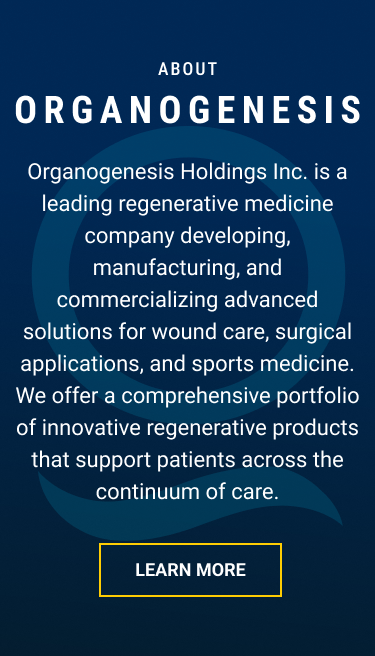 ABOUT
ORGANOGENESIS
Organogenesis Holdings Inc. is a
leading regenerative medicine
company developing,
manufacturing, and
commercializing advanced
solutions for wound care, surgical
applications, and sports medicine.
We offer a comprehensive portfolio
of innovative regenerative products
that support patients across the
continuum of care.
LEARN MORE